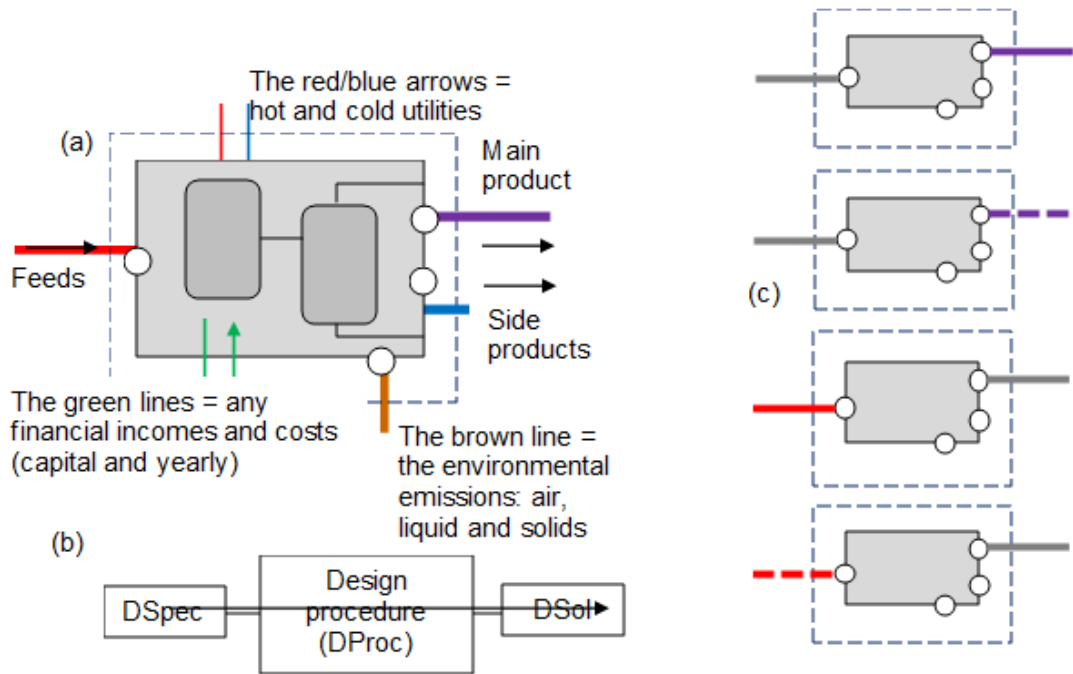 The red/blue arrows =
hot and cold utilities
(a)
Main
product
Feeds
Side
products
The green lines = any
financial incomes and costs
(capital and yearly)
The brown line =
the environmental
emissions: air,
liquid and solids
(b)
DSpec
Design
procedure
(DProc)
DSol
(c)